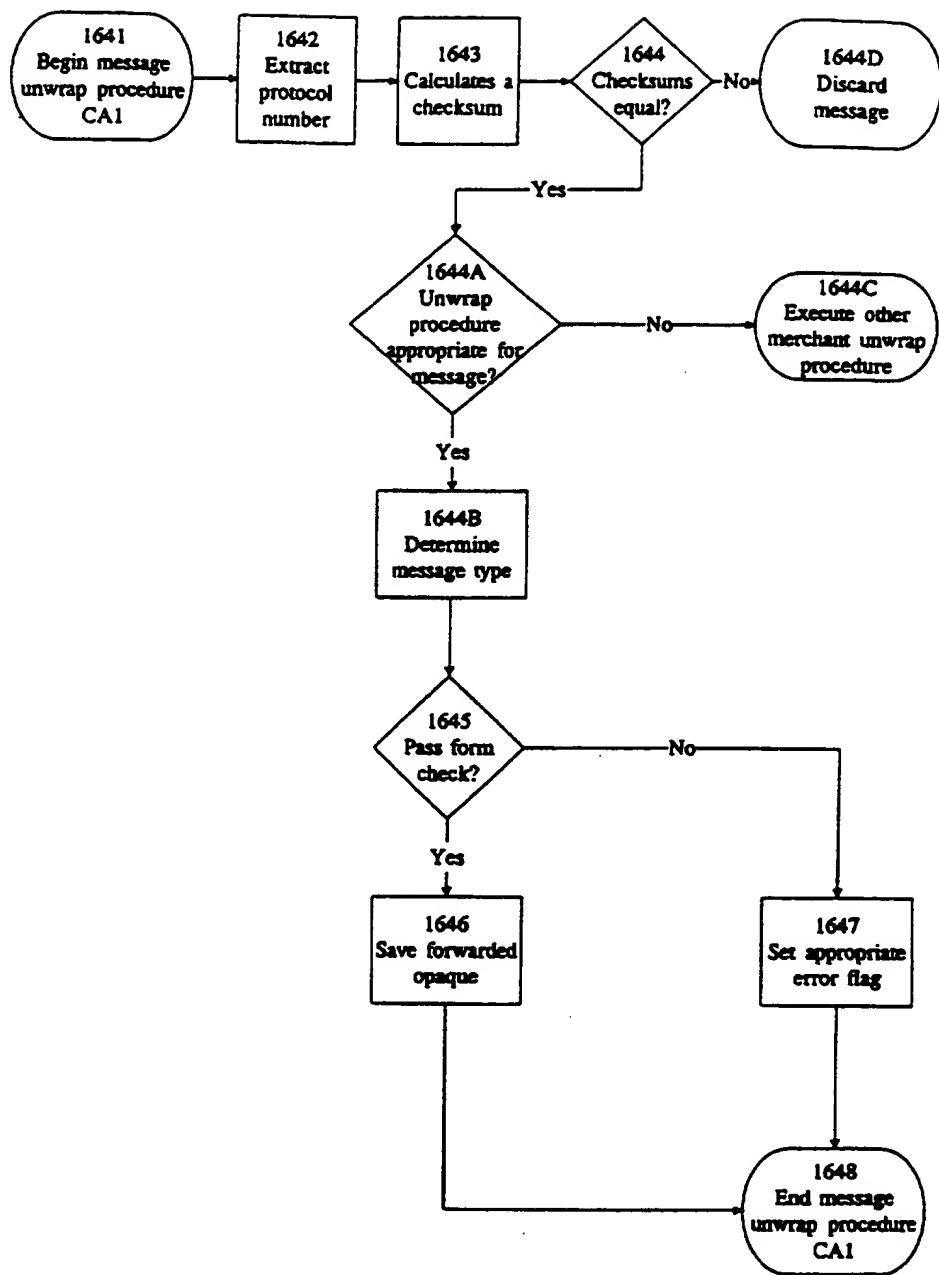 1641
Begin message
unwrap procedure
CA1
1642
Extract
protocol
number
1643
Calculates a
checksum
1644
Checksums
equal?
No
1644D
Discard
message
Yes
1644A
Unwrap
procedure
appropriate for
message?
No
1644C
Execute other
merchant unwrap
procedure
Yes
1644B
Determine
message type
1645
Pass form
check?
No
Yes
1646
Save forwarded
opaque
1647
Set appropriate
error flag
1648
End message
unwrap procedure
CA1